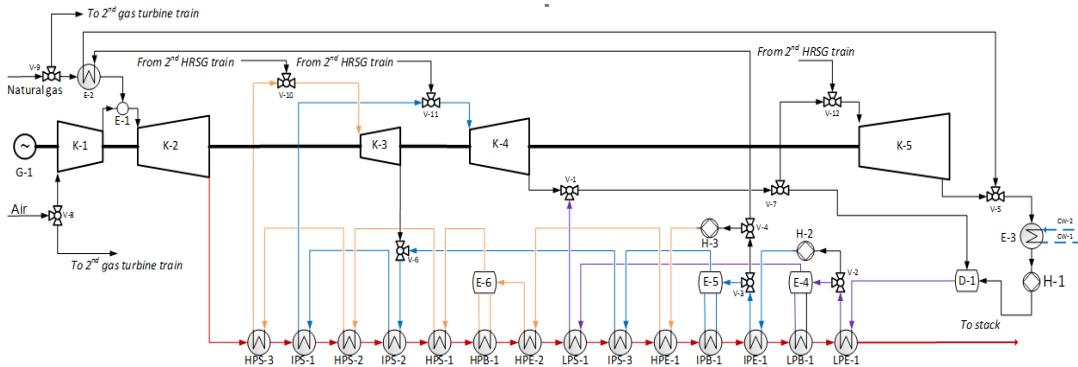 To 2nd gas turbine train
From 2nd HRSG train
From 2nd HRSG train
From 2nd HRSG train
V-9
Natural gas
E-2
V-10
V-11
V-12
E-1
K-1
K-2
K-3
K-4
K-5
~
G-1
V-1
V-7
V-5
Air
V-8
To 2nd gas turbine train
V-6
H-3
V-4
H-2
E-3
CW-2
CW-1
E-6
E-5
V-3
E-4
V-2
D-1
H-1
To stack
HPS-3
IPS-1
HPS-2
IPS-2
HPS-1
HPB-1
HPE-2
LPS-1
IPS-3
HPE-1
IPB-1
IPE-1
LPB-1
LPE-1